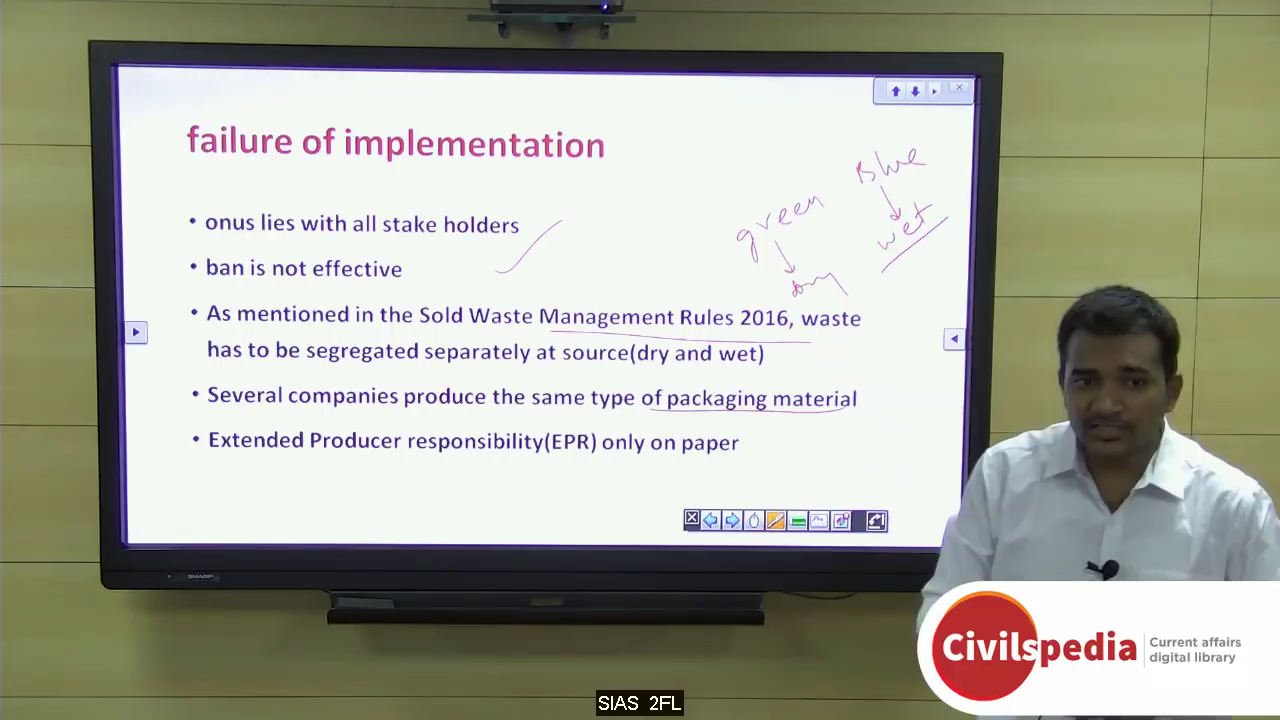 failure of implementation
Blue
green
wet
dry
• onus lies with all stake holders
• ban is not effective
• As mentioned in the Sold Waste Management Rules 2016, waste
has to be segregated separately at source(dry and wet)
• Several companies produce the same type of packaging material
• Extended Producer responsibility(EPR) only on paper
SHARP
Civilspedia
Current affairs
digital library
SIAS 2FL